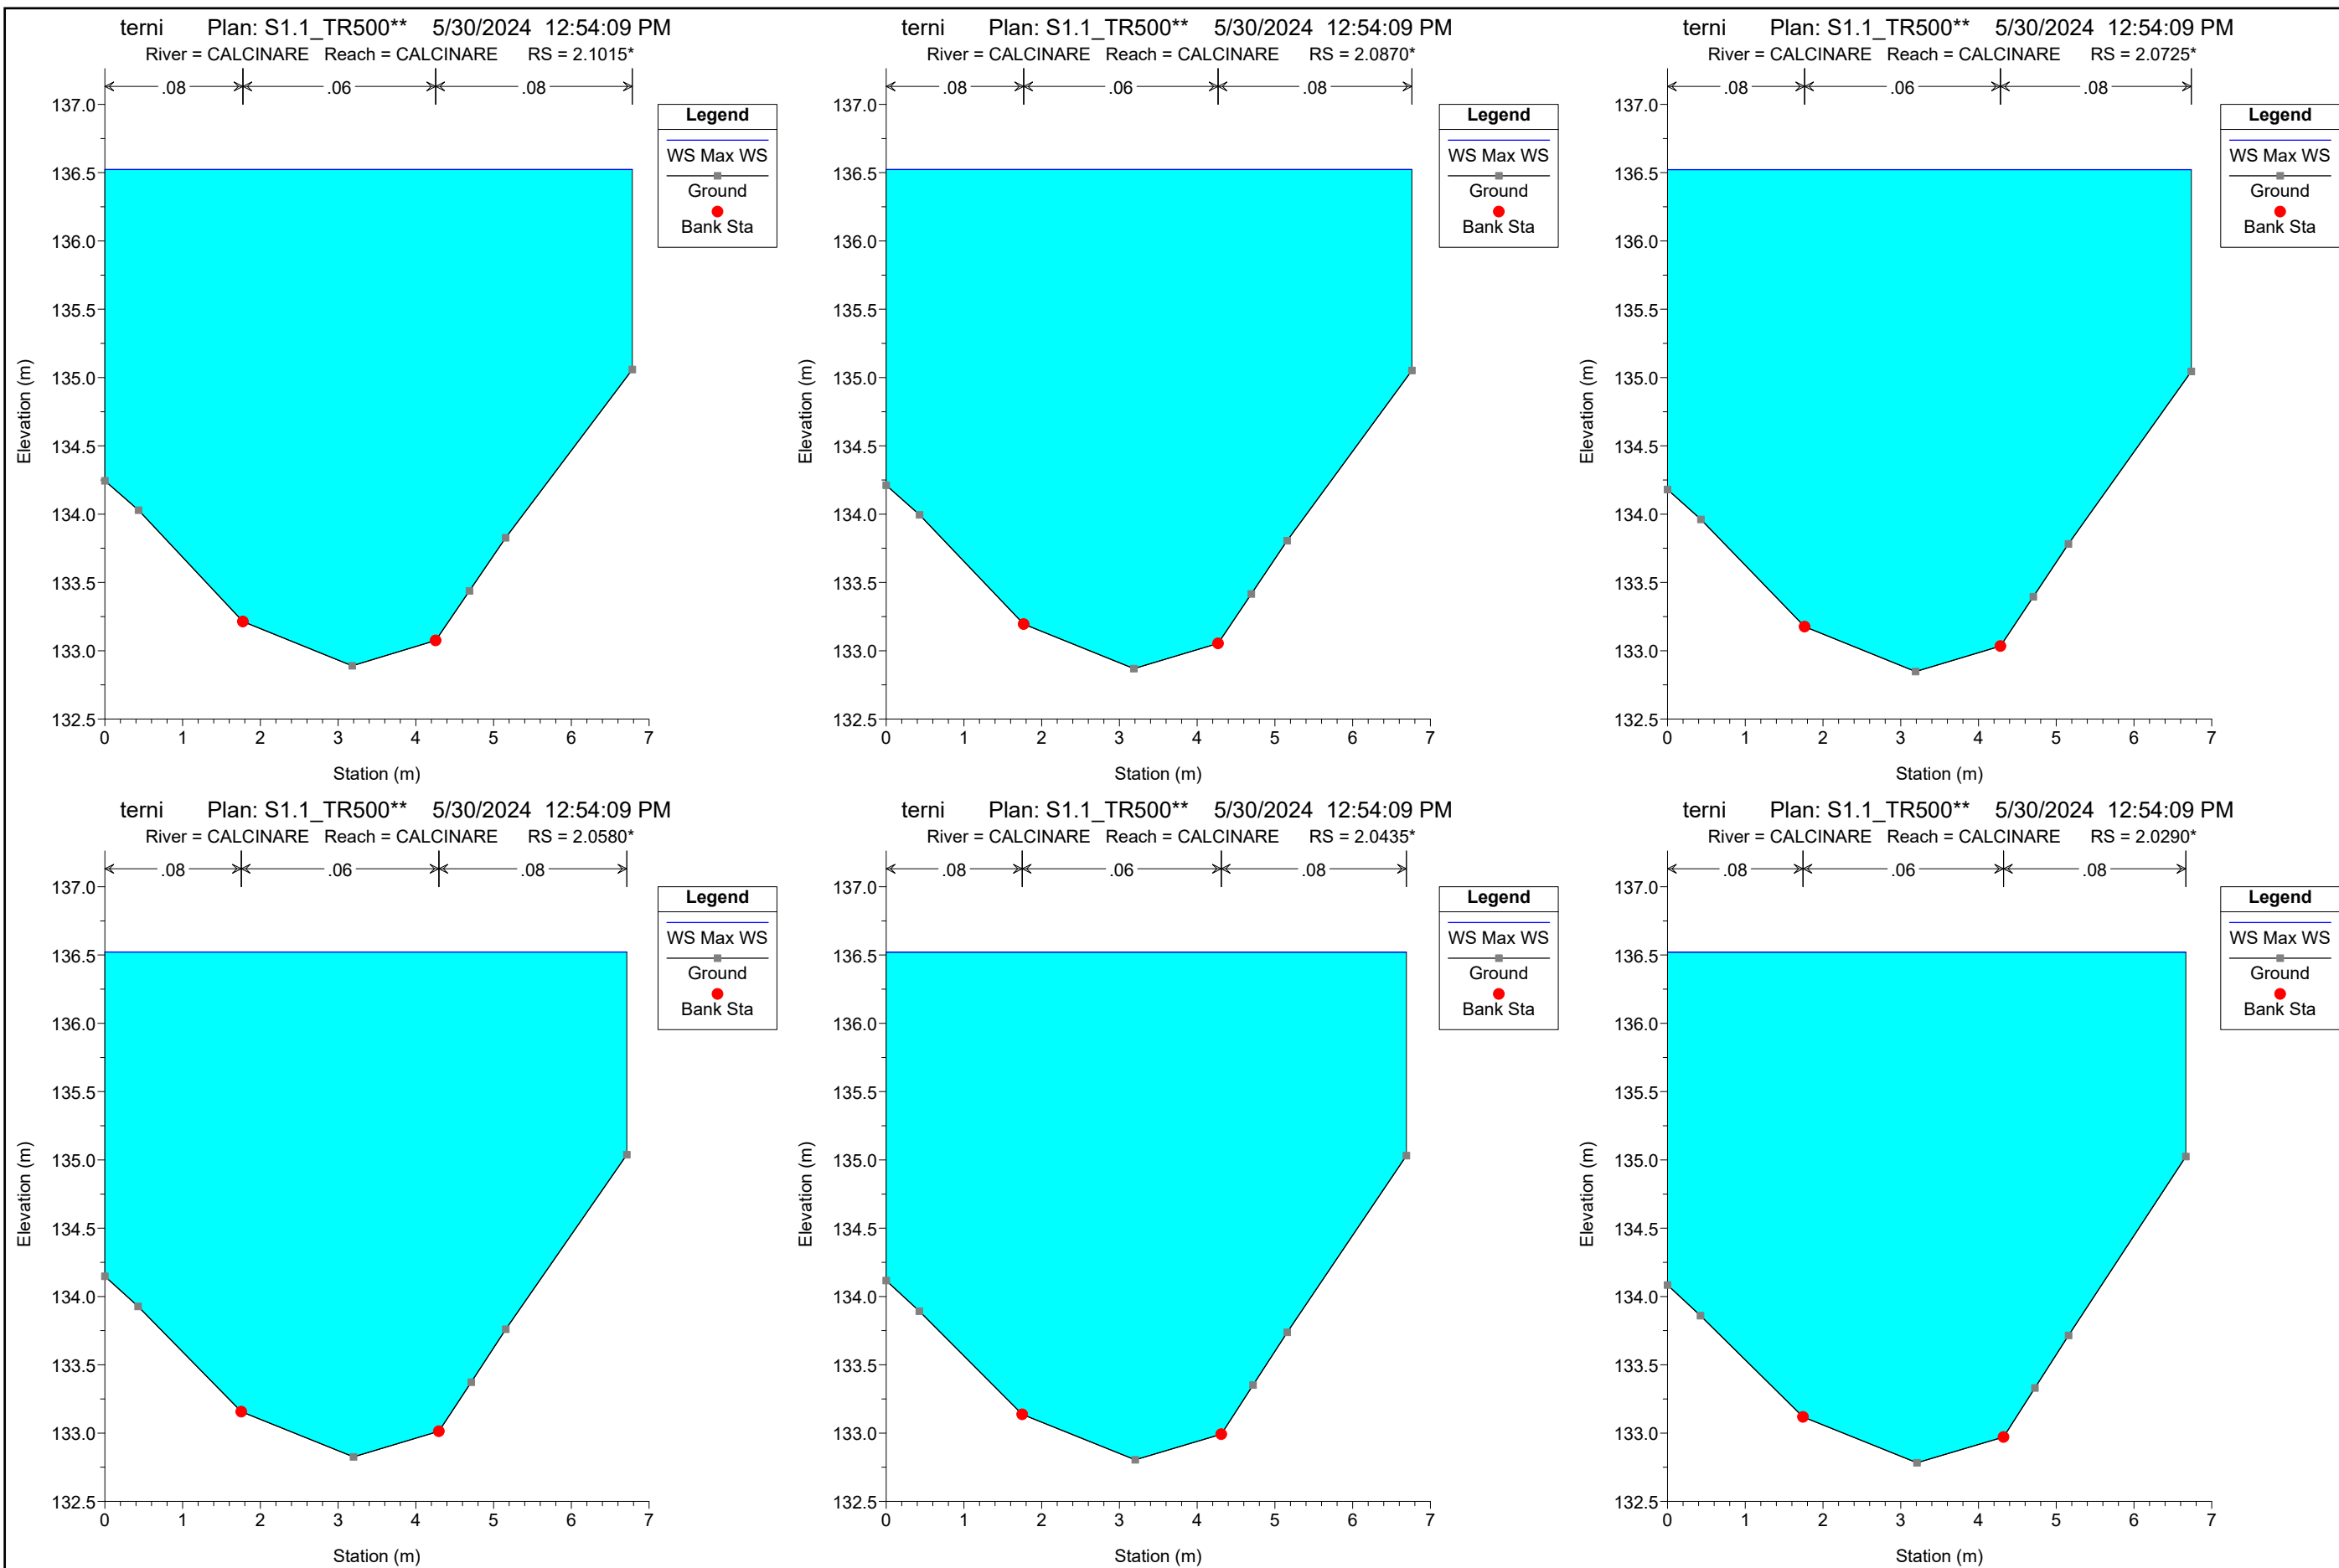 terni Plan: S1.1_TR500** 5/30/2024 12:54:09 PM
River = CALCINARE Reach = CALCINARE RS = 2.1015*
.08 .06 .08
Legend
WS Max WS
Ground
Bank Sta
137.0
136.5
136.0
135.5
135.0
134.5
134.0
133.5
133.0
132.5
Elevation (m)
0 1 2 3 4 5 6 7
Station (m)
terni Plan: S1.1_TR500** 5/30/2024 12:54:09 PM
River = CALCINARE Reach = CALCINARE RS = 2.0870*
.08 .06 .08
Legend
WS Max WS
Ground
Bank Sta
137.0
136.5
136.0
135.5
135.0
134.5
134.0
133.5
133.0
132.5
Elevation (m)
0 1 2 3 4 5 6 7
Station (m)
terni Plan: S1.1_TR500** 5/30/2024 12:54:09 PM
River = CALCINARE Reach = CALCINARE RS = 2.0725*
.08 .06 .08
Legend
WS Max WS
Ground
Bank Sta
137.0
136.5
136.0
135.5
135.0
134.5
134.0
133.5
133.0
132.5
Elevation (m)
0 1 2 3 4 5 6 7
Station (m)
terni Plan: S1.1_TR500** 5/30/2024 12:54:09 PM
River = CALCINARE Reach = CALCINARE RS = 2.0580*
.08 .06 .08
Legend
WS Max WS
Ground
Bank Sta
137.0
136.5
136.0
135.5
135.0
134.5
134.0
133.5
133.0
132.5
Elevation (m)
0 1 2 3 4 5 6 7
Station (m)
terni Plan: S1.1_TR500** 5/30/2024 12:54:09 PM
River = CALCINARE Reach = CALCINARE RS = 2.0435*
.08 .06 .08
Legend
WS Max WS
Ground
Bank Sta
137.0
136.5
136.0
135.5
135.0
134.5
134.0
133.5
133.0
132.5
Elevation (m)
0 1 2 3 4 5 6 7
Station (m)
terni Plan: S1.1_TR500** 5/30/2024 12:54:09 PM
River = CALCINARE Reach = CALCINARE RS = 2.0290*
.08 .06 .08
Legend
WS Max WS
Ground
Bank Sta
137.0
136.5
136.0
135.5
135.0
134.5
134.0
133.5
133.0
132.5
Elevation (m)
0 1 2 3 4 5 6 7
Station (m)